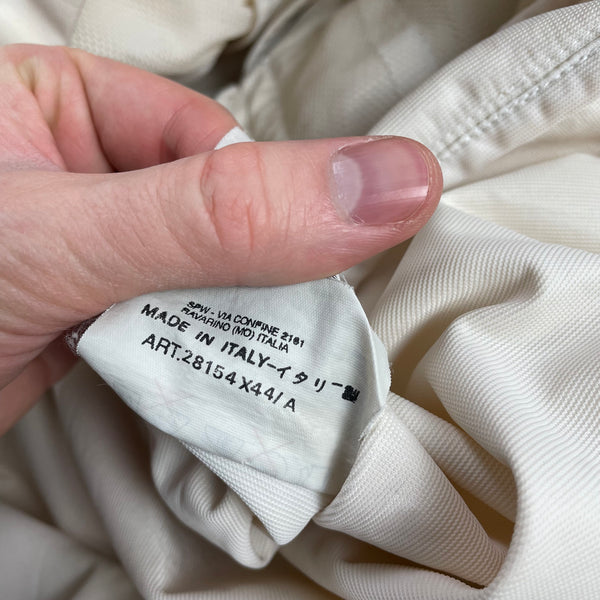 SPW - VIA CONFINE 2161
RAVARINO (MO) ITALIA
MADE IN ITALY-イタリー製
ART.28154X44/A